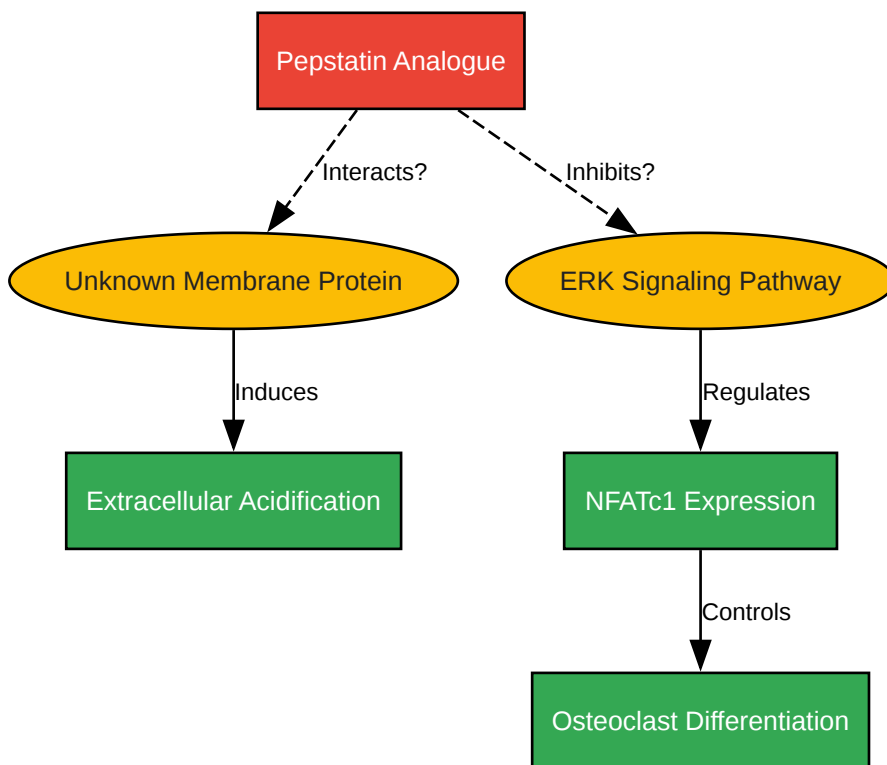 Pepstatin Analogue
Interacts?
Inhibits?
Unknown Membrane Protein
ERK Signaling Pathway
Induces
Regulates
Extracellular Acidification
NFATc1 Expression
Controls
Osteoclast Differentiation